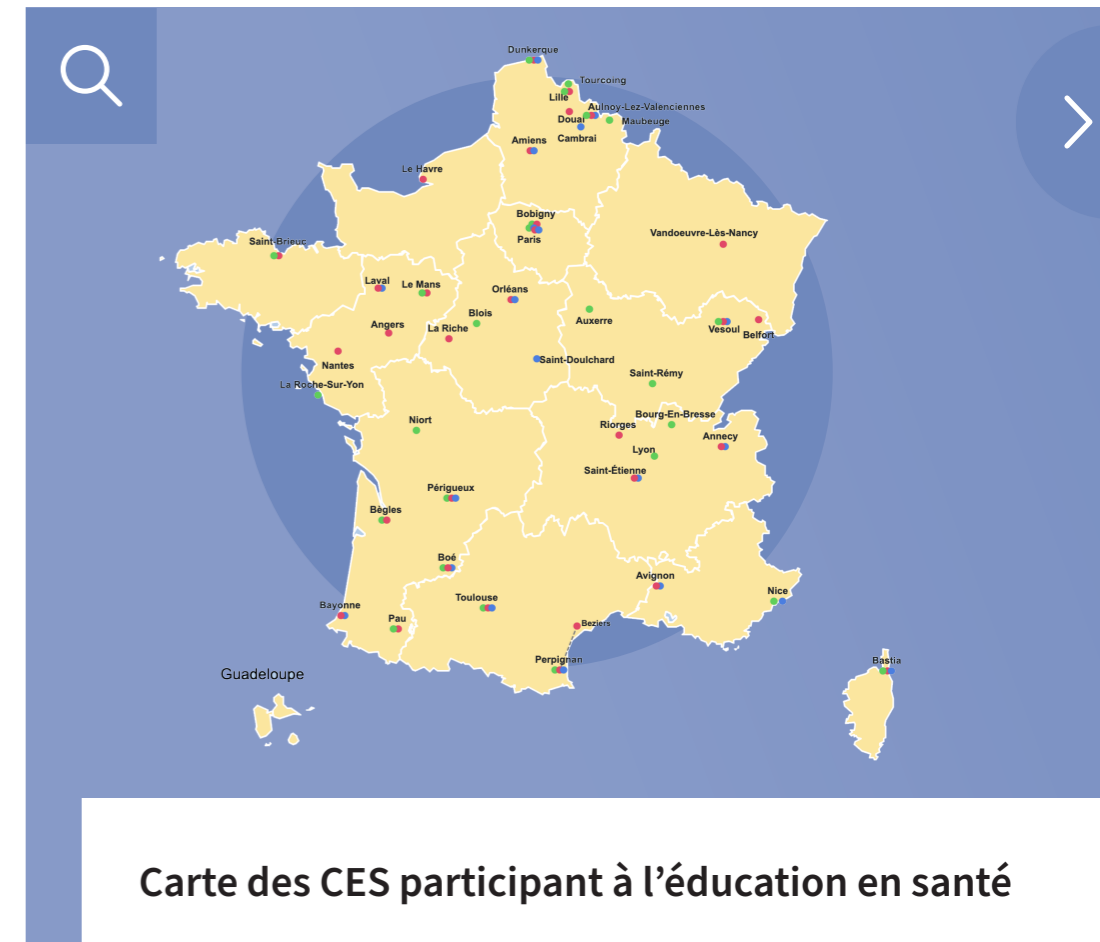 Dunkerque
Tourcoing
Lille
Aulnoy-Lez-Valenciennes
Douai
Maubeuge
Cambrai
Amiens
Le Havre
Bobigny
Paris
Vandoeuvre-Lès-Nancy
Saint-Brieuc
Laval
Le Mans
Orléans
Blois
Auxerre
Angers
La Riche
Vesoul
Belfort
Nantes
Saint-Doulchard
Saint-Rémy
La Roche-Sur-Yon
Niort
Bourg-En-Bresse
Riorges
Annecy
Lyon
Saint-Étienne
Périgueux
Bègles
Boé
Avignon
Toulouse
Nice
Bayonne
Pau
Beziers
Perpignan
Bastia
Guadeloupe
Carte des CES participant à l’éducation en santé